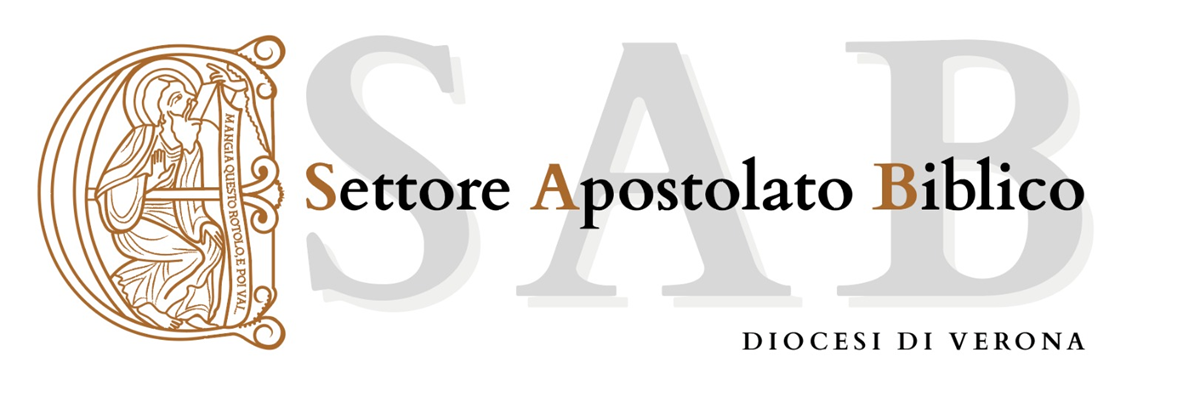 MANGIA QUESTO ROTOLO, E POI VA'...
SAB
Settore Apostolato Biblico
DIOCESI DI VERONA